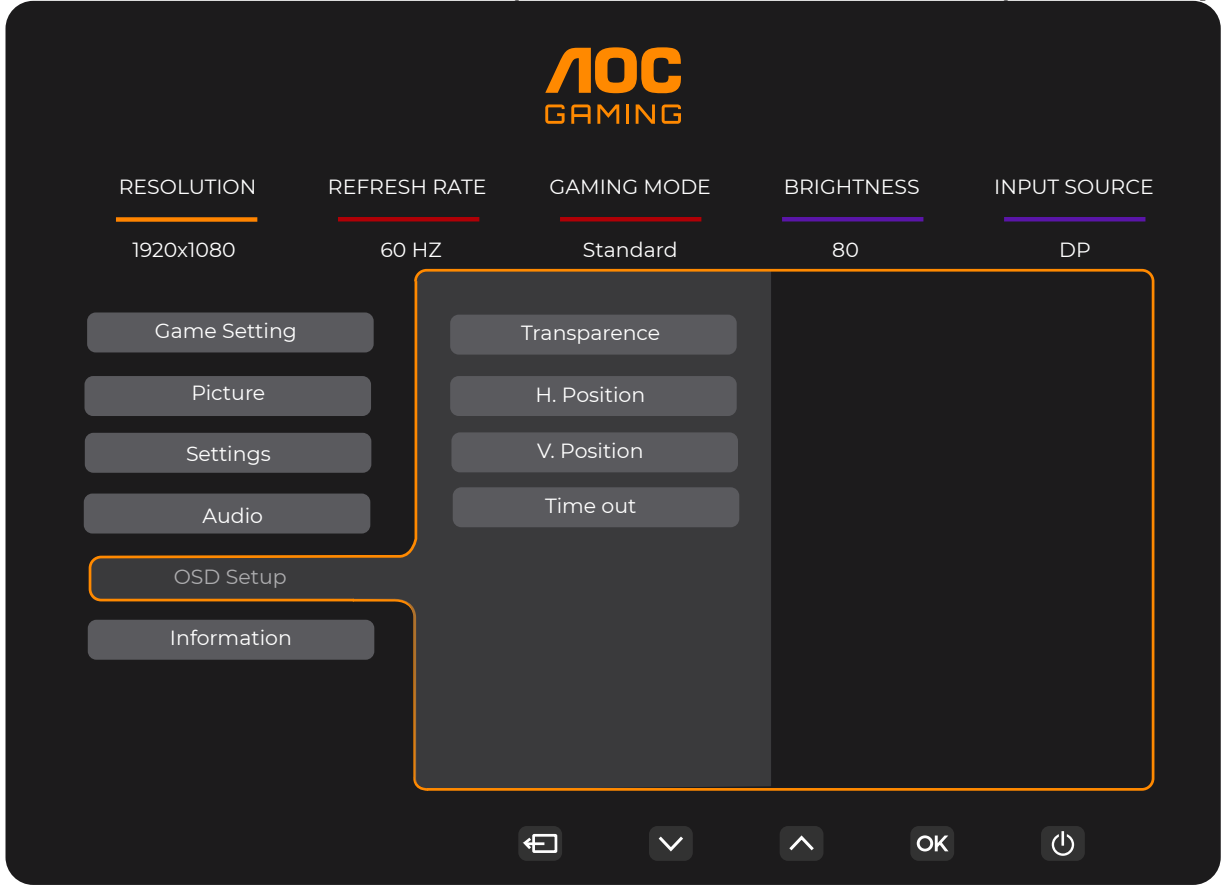 AOC
GAMING
RESOLUTION REFRESH RATE GAMING MODE BRIGHTNESS INPUT SOURCE
1920x1080 60 HZ Standard 80 DP
Game Setting
Picture
Settings
Audio
OSD Setup
Information
Transparence
H. Position
V. Position
Time out
OK